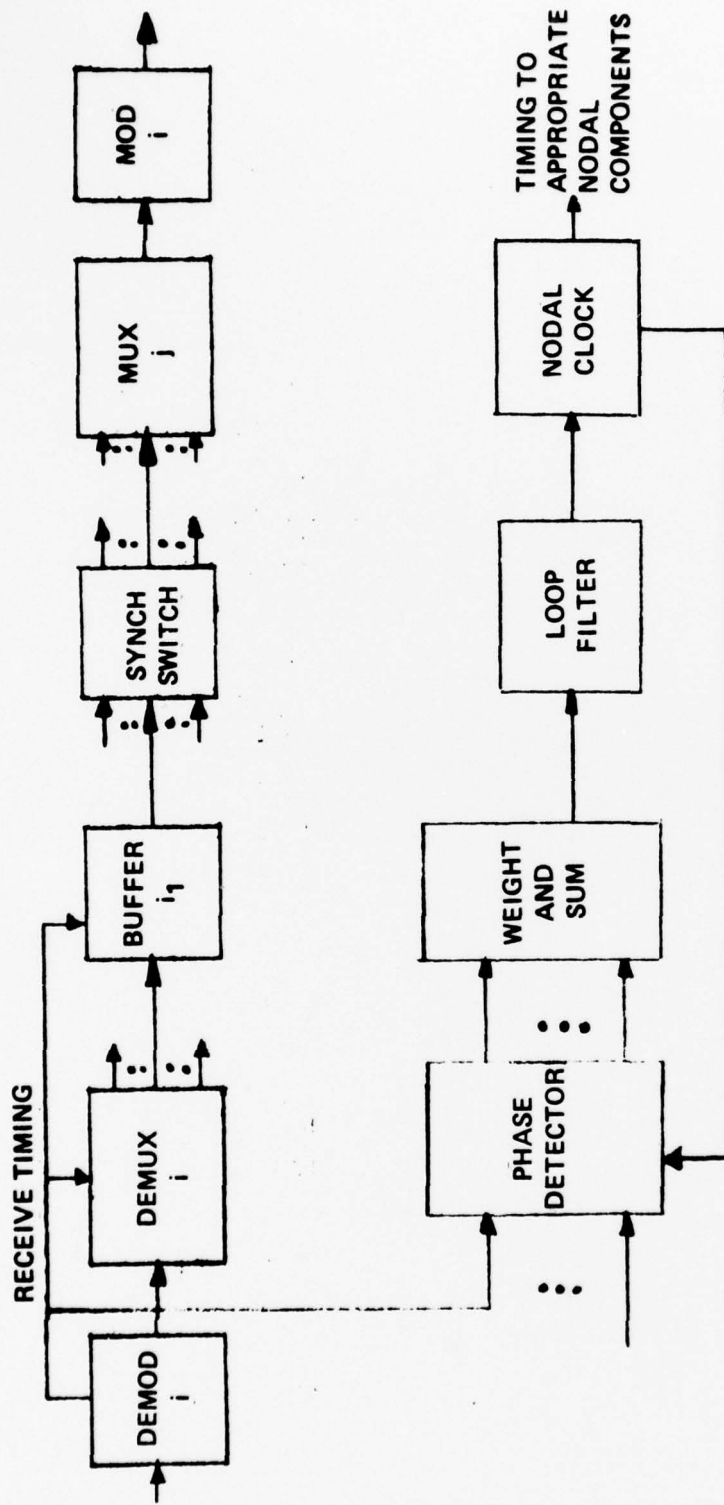 RECEIVE TIMING
DEMOD
i
DEMUX
i
BUFFER
i1
SYNCH
SWITCH
MUX
j
MOD
i
PHASE
DETECTOR
WEIGHT
AND
SUM
LOOP
FILTER
NODAL
CLOCK
TIMING TO
APPROPRIATE
NODAL
COMPONENTS